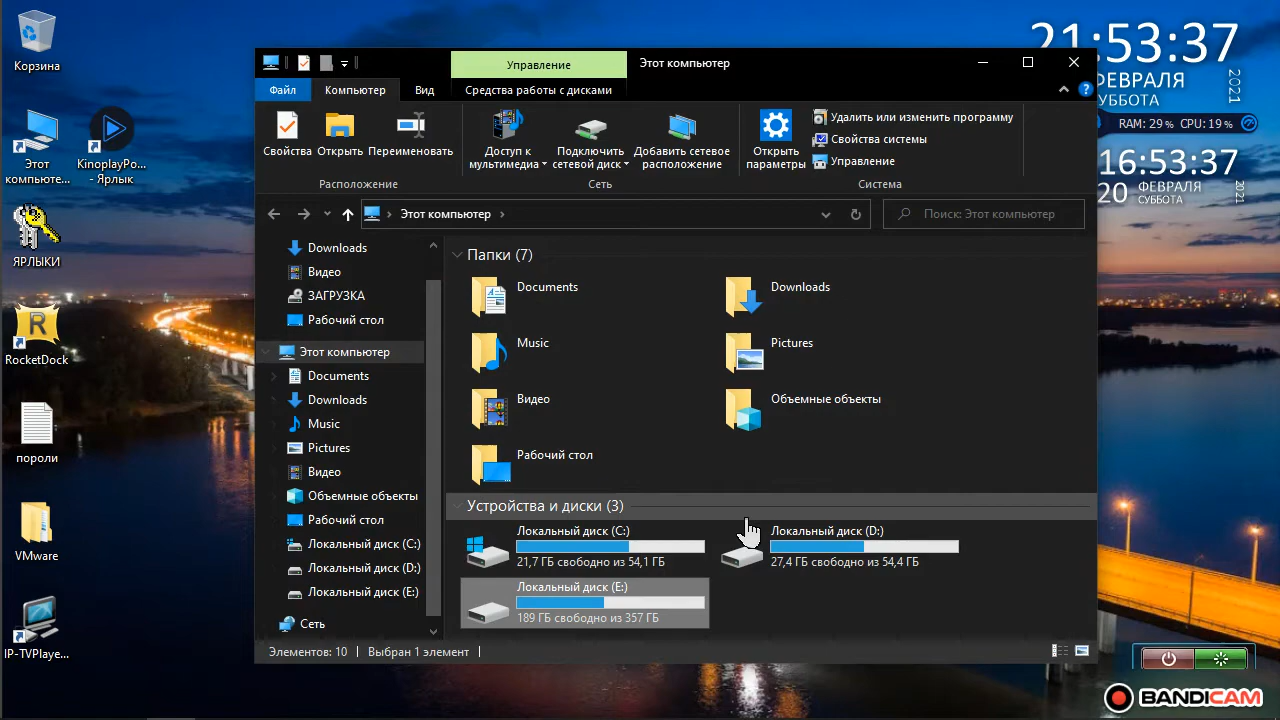 Корзина
Этот
компьюте...
KinoplayPo...
- Ярлык
ЯРЛЫКИ
RocketDock
пороли
VMware
IP-TVPlaye...
Управление
Этот компьютер
Файл
Компьютер
Вид
Средства работы с дисками
Свойства
Открыть
Переименовать
Расположение
Доступ к
мультимедиа
Подключить
сетевой диск
Добавить сетевое
расположение
Сеть
Открыть
параметры
Удалить или изменить программу
Свойства системы
Управление
Система
Этот компьютер
Поиск: Этот компьютер
Downloads
Видео
ЗАГРУЗКА
Рабочий стол
Этот компьютер
Documents
Downloads
Music
Pictures
Видео
Объемные объекты
Рабочий стол
Локальный диск (C:)
Локальный диск (D:)
Локальный диск (E:)
Сеть
Папки (7)
Documents
Downloads
Music
Pictures
Видео
Объемные объекты
Рабочий стол
Устройства и диски (3)
Локальный диск (C:)
21,7 ГБ свободно из 54,1 ГБ
Локальный диск (D:)
27,4 ГБ свободно из 54,4 ГБ
Локальный диск (E:)
189 ГБ свободно из 357 ГБ
Элементов: 10
Выбран 1 элемент
21:53:37
ФЕВРАЛЯ
УББОТА
2021
RAM: 29% CPU: 19%
16:53:37
20 ФЕВРАЛЯ
СУББОТА
2021
BANDICAM